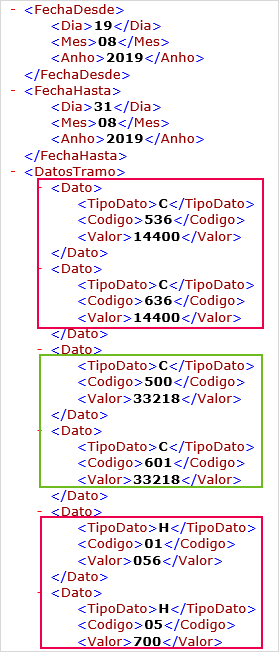 - <FechaDesde>
<Dia>19</Dia>
<Mes>08</Mes>
<Anho>2019</Anho>
</FechaDesde>
- <FechaHasta>
<Dia>31</Dia>
<Mes>08</Mes>
<Anho>2019</Anho>
</FechaHasta>
- <DatosTramo>
- <Dato>
<TipoDato>C</TipoDato>
<Codigo>536</Codigo>
<Valor>14400</Valor>
</Dato>
- <Dato>
<TipoDato>C</TipoDato>
<Codigo>636</Codigo>
<Valor>14400</Valor>
</Dato>
- <Dato>
<TipoDato>C</TipoDato>
<Codigo>500</Codigo>
<Valor>33218</Valor>
</Dato>
- <Dato>
<TipoDato>C</TipoDato>
<Codigo>601</Codigo>
<Valor>33218</Valor>
</Dato>
- <Dato>
<TipoDato>H</TipoDato>
<Codigo>01</Codigo>
<Valor>056</Valor>
</Dato>
- <Dato>
<TipoDato>H</TipoDato>
<Codigo>05</Codigo>
<Valor>700</Valor>